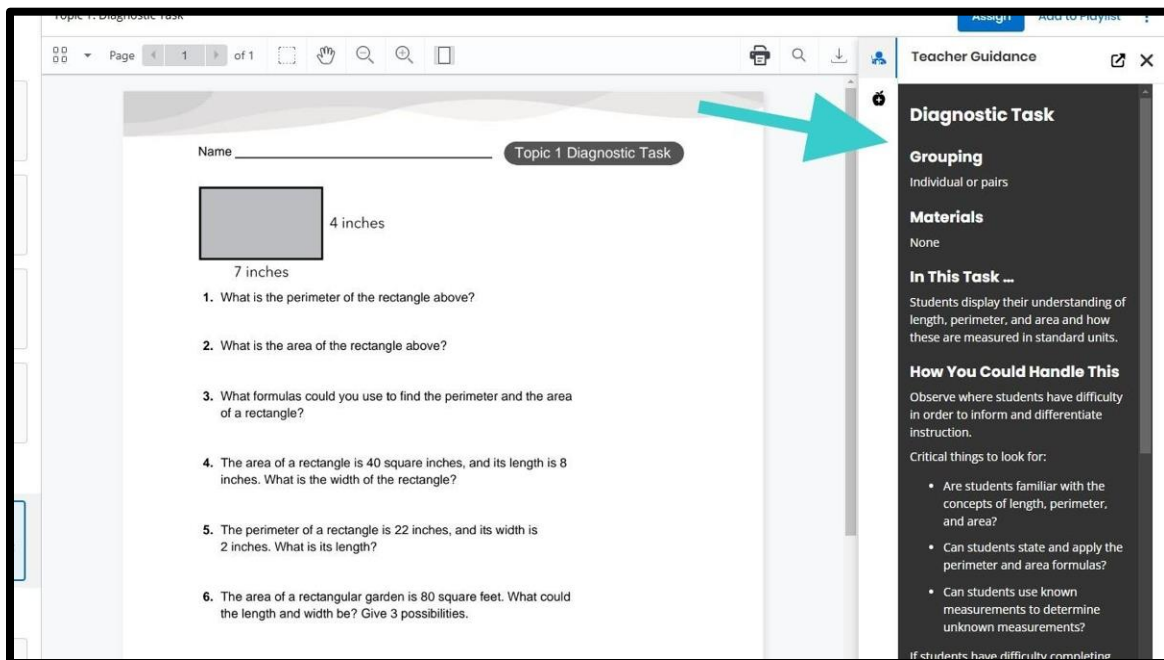 Topic 1: Diagnostic Task
Assign
Add to Playlist
Page 1 of 1
Teacher Guidance
Name
Topic 1 Diagnostic Task
4 inches
7 inches
1. What is the perimeter of the rectangle above?
2. What is the area of the rectangle above?
3. What formulas could you use to find the perimeter and the area
of a rectangle?
4. The area of a rectangle is 40 square inches, and its length is 8
inches. What is the width of the rectangle?
5. The perimeter of a rectangle is 22 inches, and its width is
2 inches. What is its length?
6. The area of a rectangular garden is 80 square feet. What could
the length and width be? Give 3 possibilities.
Diagnostic Task
Grouping
Individual or pairs
Materials
None
In This Task ...
Students display their understanding of
length, perimeter, and area and how
these are measured in standard units.
How You Could Handle This
Observe where students have difficulty
in order to inform and differentiate
instruction.
Critical things to look for:
• Are students familiar with the
concepts of length, perimeter,
and area?
• Can students state and apply the
perimeter and area formulas?
• Can students use known
measurements to determine
unknown measurements?
If students have difficulty completing